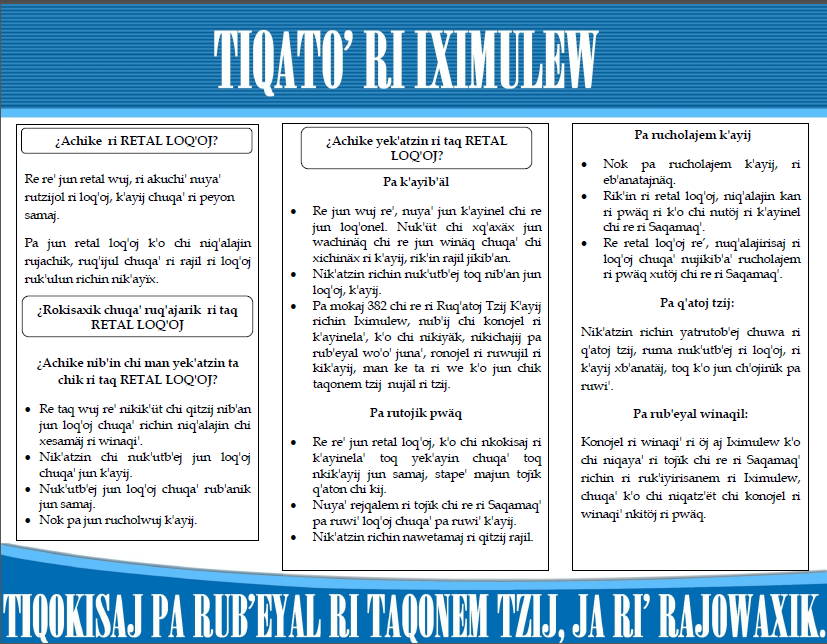 TIQATO' RI IXIMULEW
¿Achike ri RETAL LOQ'OJ?
Re re' jun retal wuj, ri akuchi' nuya'
rutzijol ri loq'oj, k'ayij chuqa' ri peyon
samaj.
Pa jun retal loq'oj k'o chi niq'alajin
rujachik, ruq'ijul chuqa' ri rajil ri loq'oj
ruk'ulun richin nik'ayïx.
¿Rokisaxik chuqa' ruq'ajarik ri taq
RETAL LOQ'OJ
¿Achike nib'in chi man yek'atzin ta
chik ri taq RETAL LOQ'OJ?
• Re taq wuj re' nikik'üt chi qitzij nib'an
jun loq'oj chuqa' richin niq'alajin chi
xesamäj ri winaqi'.
• Nik'atzin chi nuk'utb'ej jun loq'oj
chuqa' jun k'ayij.
• Nuk'utb'ej jun loq'oj chuqa' rub'anik
jun samaj.
• Nok pa jun rucholwuj k'ayij.
¿Achike yek'atzin ri taq RETAL
LOQ'OJ?
Pa k'ayib'äl
• Re jun wuj re', nuya' jun k'ayinel chi re
jun loq'onel. Nuk'üt chi xq'axäx jun
wachinäq chi re jun winäq chuqa' chi
xichinäx ri k'ayij, rik'in rajil jikib'an.
• Nik'atzin richin nuk'utb'ej toq nib'an jun
loq'oj, k'ayij.
• Pa mokaj 382 chi re ri Ruq'atoj Tzij K'ayij
richin Iximulew, nub'ij chi konojel ri
k'ayinela', k'o chi nikiyäk, nikichajij pa
rub'eyal wo'o' juna', ronojel ri ruwujil ri
kik'ayij, man ke ta ri we k'o jun chik
taqonem tzij nujäl ri tzij.
Pa rutojik pwäq
• Re re' jun retal loq'oj, k'o chi nkokisaj ri
k'ayinela' toq yek'ayin chuqa' toq
nkik'ayij jun samaj, stape' majun tojïk
q'aton chi kij.
• Nuya' rejqalem ri tojïk chi re ri Saqamaq'
pa ruwi' loq'oj chuqa' pa ruwi' k'ayij.
• Nik'atzin richin nawetamaj ri qitzij rajil.
Pa rucholajem k'ayij
• Nok pa rucholajem k'ayij, ri
eb'anatajnäq.
• Rik'in ri retal loq'oj, niq'alajin kan
ri pwäq ri k'o chi nutöj ri k'ayinel
chi re ri Saqamaq'.
• Re retal loq'oj re', nuq'alajirisaj ri
loq'oj chuqa' nujikib'a' rucholajem
ri pwäq xutöj chi re ri Saqamaq'.
Pa q'atoj tzij:
Nik'atzin richin yatrutob'ej chuwa ri
q'atoj tzij, ruma nuk'utb'ej ri loq'oj, ri
k'ayij xb'anatäj, toq k'o jun ch'ojinïk pa
ruwi'.
Pa rub'eyal winaqil:
Konojel ri winaqi' ri öj aj Iximulew k'o
chi niqaya' ri tojïk chi re ri Saqamaq'
richin ri ruk'iyirisanem ri Iximulew,
chuqa' k'o chi niqatz'ët chi konojel ri
winaqi' nkitöj ri pwäq.
TIQOKISAJ PA RUB'EYAL RI TAQONEM TZIJ, JA RI' RAJOWAXIK.